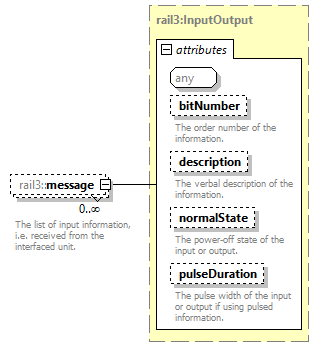 rail3:InputOutput
attributes
any
bitNumber
The order number of the
information.
description
The verbal description of the
information.
rail3::message
0..∞
The list of input information,
i.e. received from the
interfaced unit.
normalState
The power-off state of the
input or output.
pulseDuration
The pulse width of the input
or output if using pulsed
information.